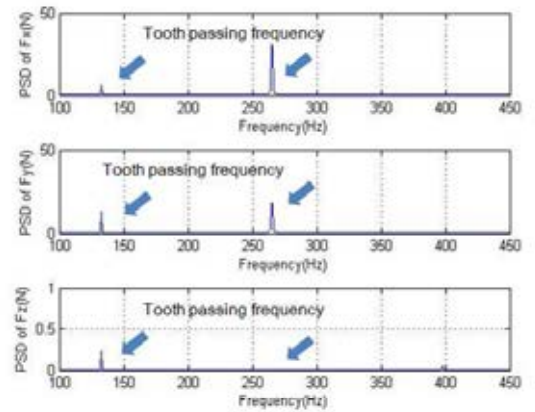 50
Tooth passing frequency
PSD of Fx(N)
0
100 150 200 250 300 350 400 450
Frequency(Hz)
50
Tooth passing frequency
PSD of Fy(N)
0
100 150 200 250 300 350 400 450
Frequency(Hz)
1
Tooth passing frequency
PSD of Fz(N)
0.5
0
100 150 200 250 300 350 400 450
Frequency(Hz)